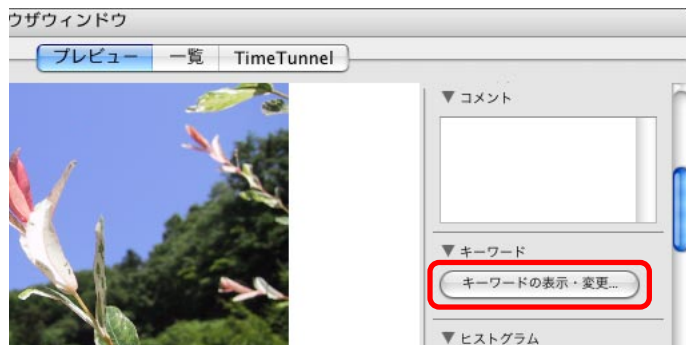 ウザウィンドウ
プレビュー 一覧 TimeTunnel
▼ コメント
▼ キーワード
キーワードの表示・変更...
▼ ヒストグラム